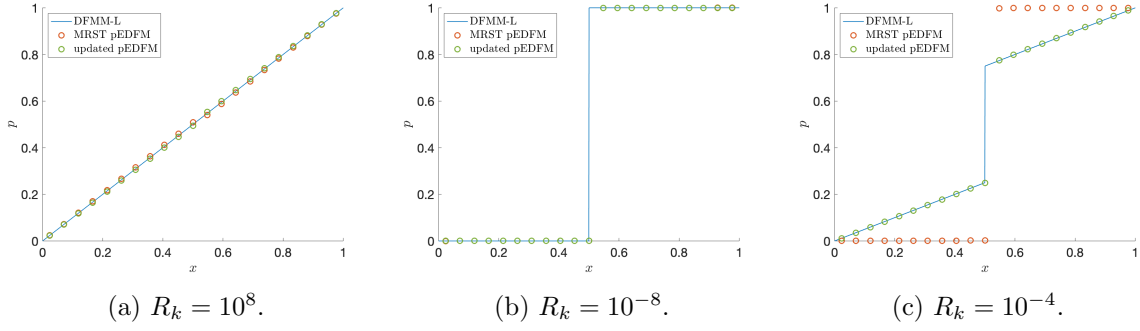 DFMM-L
MRST pEDFM
updated pEDFM
p
1
0.8
0.6
0.4
0.2
0
0 0.2 0.4 0.6 0.8 1
x
(a) R_k = 10^8.
DFMM-L
MRST pEDFM
updated pEDFM
p
1
0.8
0.6
0.4
0.2
0
0 0.2 0.4 0.6 0.8 1
x
(b) R_k = 10^{-8}.
DFMM-L
MRST pEDFM
updated pEDFM
p
1
0.8
0.6
0.4
0.2
0
0 0.2 0.4 0.6 0.8 1
x
(c) R_k = 10^{-4}.